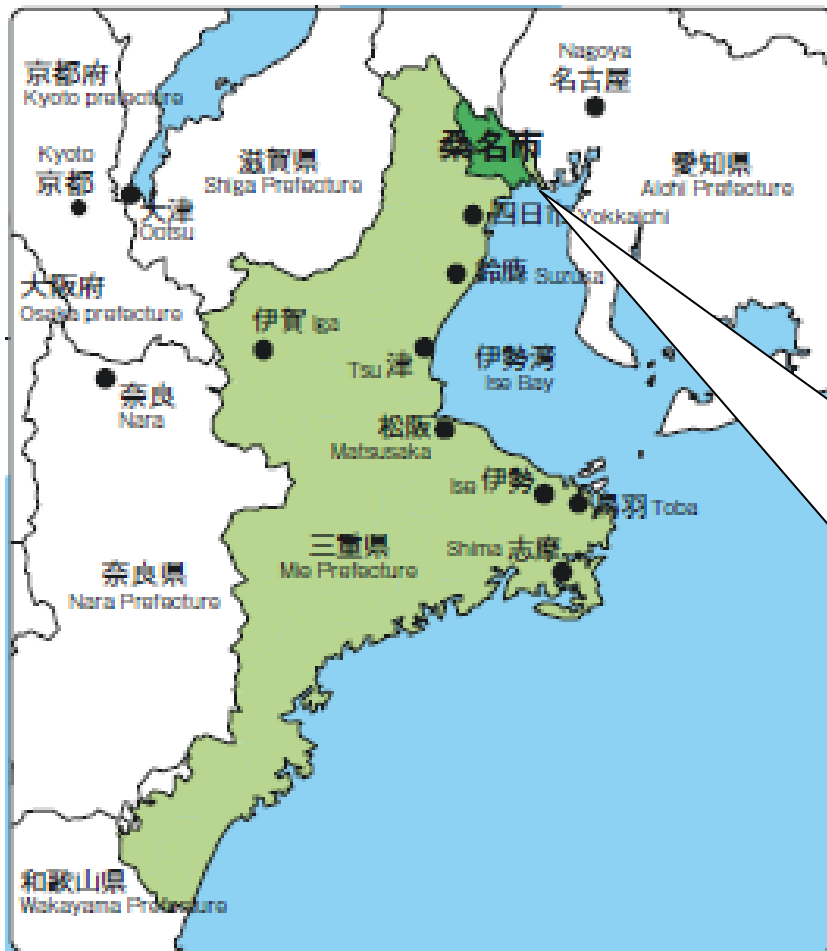 京都府
Kyoto prefecture
Nagoya
名古屋
Kyoto
京都
滋賀県
Shiga Prefecture
桑名市
愛知県
Aichi Prefecture
大津
Ootsu
四日市 Yokkaichi
鈴鹿 Suzuka
大阪府
Osaka prefecture
伊賀 Iga
Tsu 津
伊勢湾
Ise Bay
奈良
Nara
松阪
Matsusaka
Ise 伊勢
鳥羽 Toba
三重県
Mie Prefecture
Shima 志摩
奈良県
Nara Prefecture
和歌山県
Wakayama Prefecture